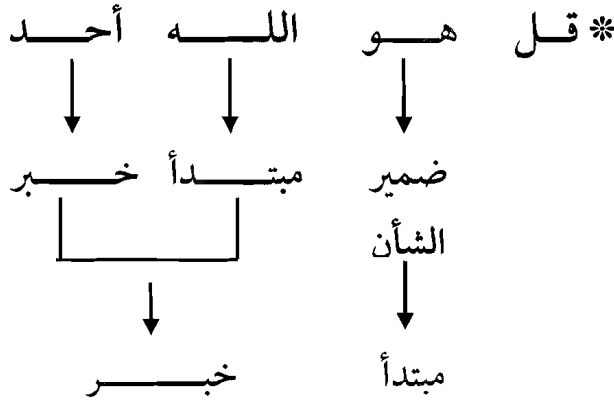 * قل هو الله أحد
ضمير مبتدأ خبر
الشأن
مبتدأ خبر